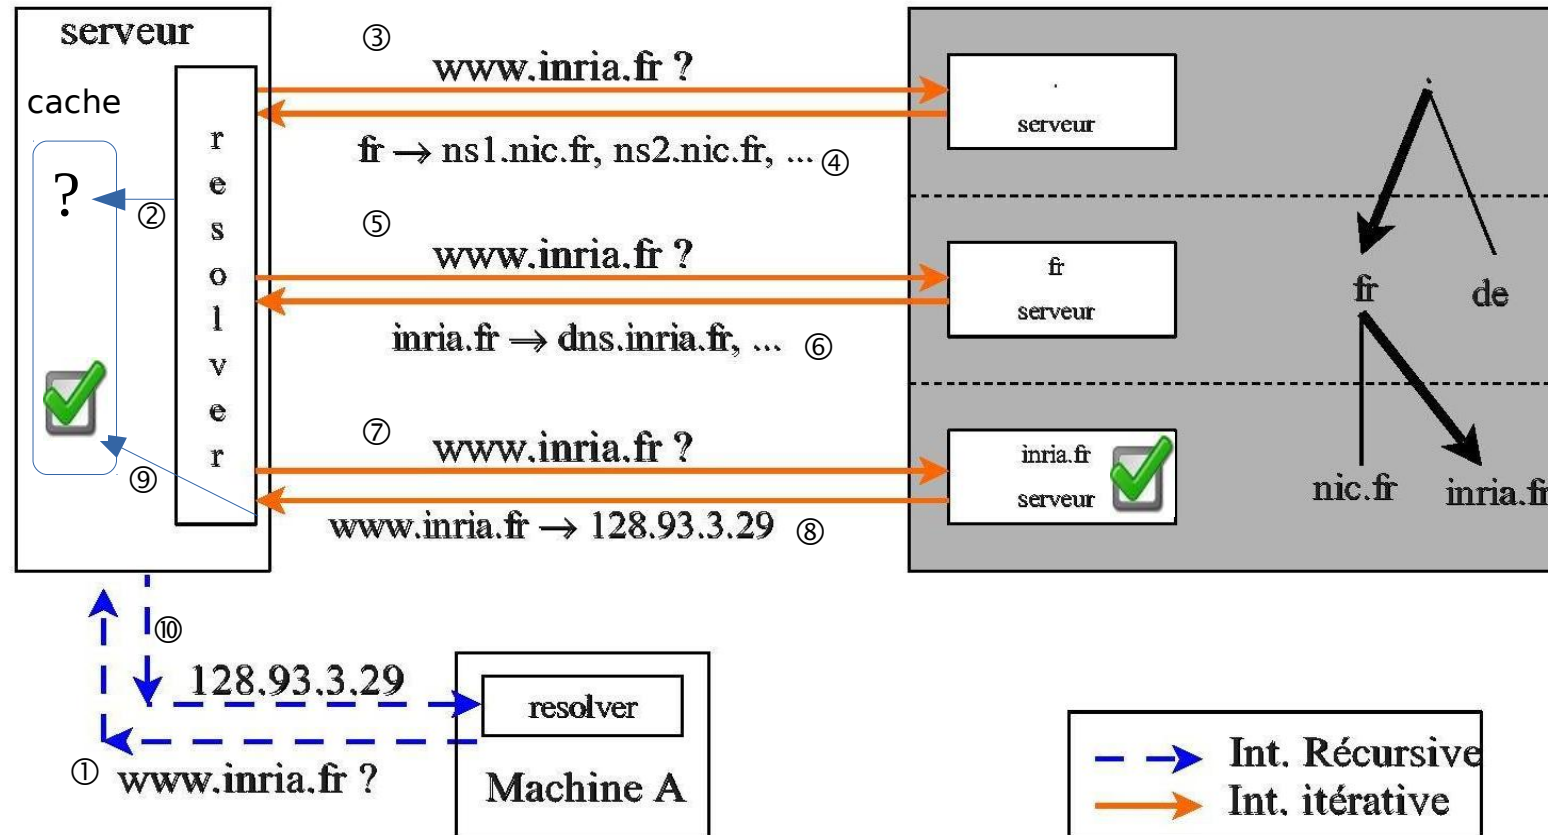 serveur
cache
?
②
⑨
r
e
s
o
l
v
e
r
③
www.inria.fr ?
fr → ns1.nic.fr, ns2.nic.fr, ... ④
⑤
www.inria.fr ?
inria.fr → dns.inria.fr, ... ⑥
⑦
www.inria.fr ?
www.inria.fr → 128.93.3.29 ⑧
.
serveur
fr
serveur
inria.fr
serveur
.
fr
de
nic.fr
inria.fr
⑩
128.93.3.29
①
www.inria.fr ?
resolver
Machine A
Int. Récursive
Int. itérative